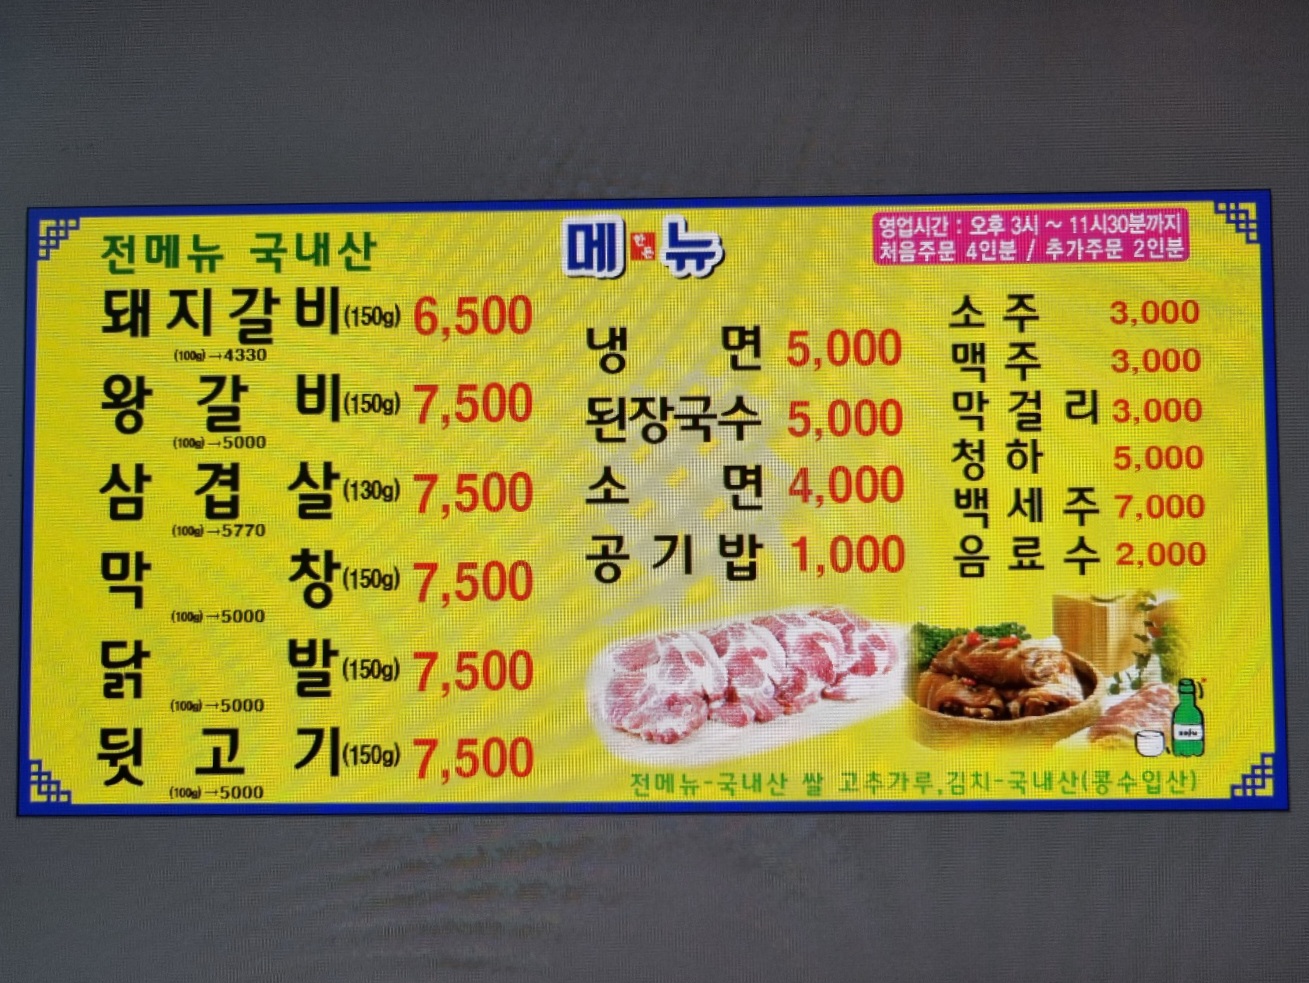 전메뉴 국내산
메한돈뉴
영업시간 : 오후 3시 ~ 11시30분까지
처음주문 4인분 / 추가주문 2인분
돼지갈비(150g) 6,500
(100g)→4330
왕갈비(150g) 7,500
(100g)→5000
삼겹살(130g) 7,500
(100g)→5770
막창(150g) 7,500
(100g)→5000
닭발(150g) 7,500
(100g)→5000
뒷고기(150g) 7,500
(100g)→5000
냉면 5,000
된장국수 5,000
소면 4,000
공기밥 1,000
소주 3,000
맥주 3,000
막걸리 3,000
청하 5,000
백세주 7,000
음료수 2,000
전메뉴-국내산 쌀 고추가루,김치-국내산(콩수입산)